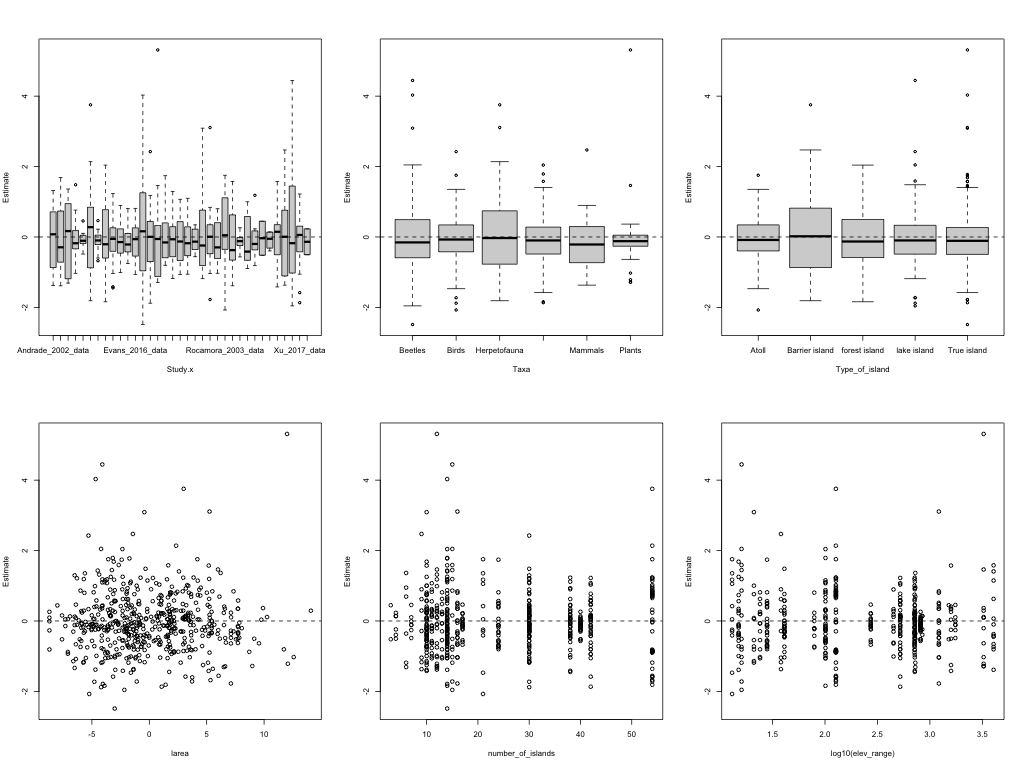 4
2
0
-2
Estimate
Andrade_2002_data Evans_2016_data Rocamora_2003_data Xu_2017_data
Study.x
4
2
0
-2
Estimate
Beetles Birds Herpetofauna Mammals Plants
Taxa
4
2
0
-2
Estimate
Atoll Barrier island forest island lake island True island
Type_of_island
4
2
0
-2
Estimate
-5 0 5 10
larea
4
2
0
-2
Estimate
10 20 30 40 50
number_of_islands
4
2
0
-2
Estimate
1.5 2.0 2.5 3.0 3.5
log10(elev_range)